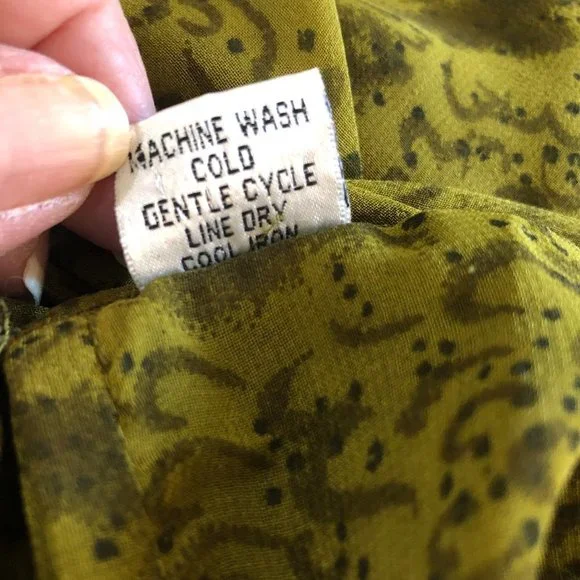 MACHINE WASH
COLD
GENTLE CYCLE
LINE DRY
COOL IRON